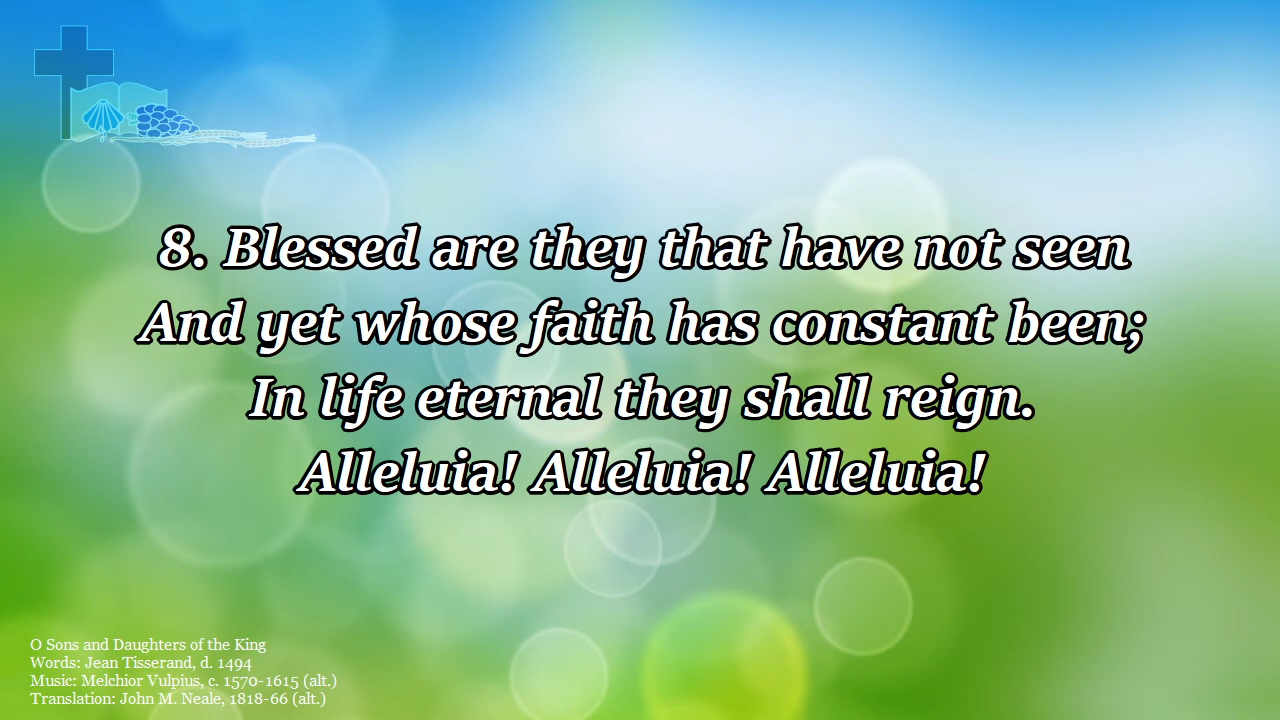 8. Blessed are they that have not seen
And yet whose faith has constant been;
In life eternal they shall reign.
Alleluia! Alleluia! Alleluia!
O Sons and Daughters of the King
Words: Jean Tisserand, d. 1494
Music: Melchior Vulpius, c. 1570-1615 (alt.)
Translation: John M. Neale, 1818-66 (alt.)